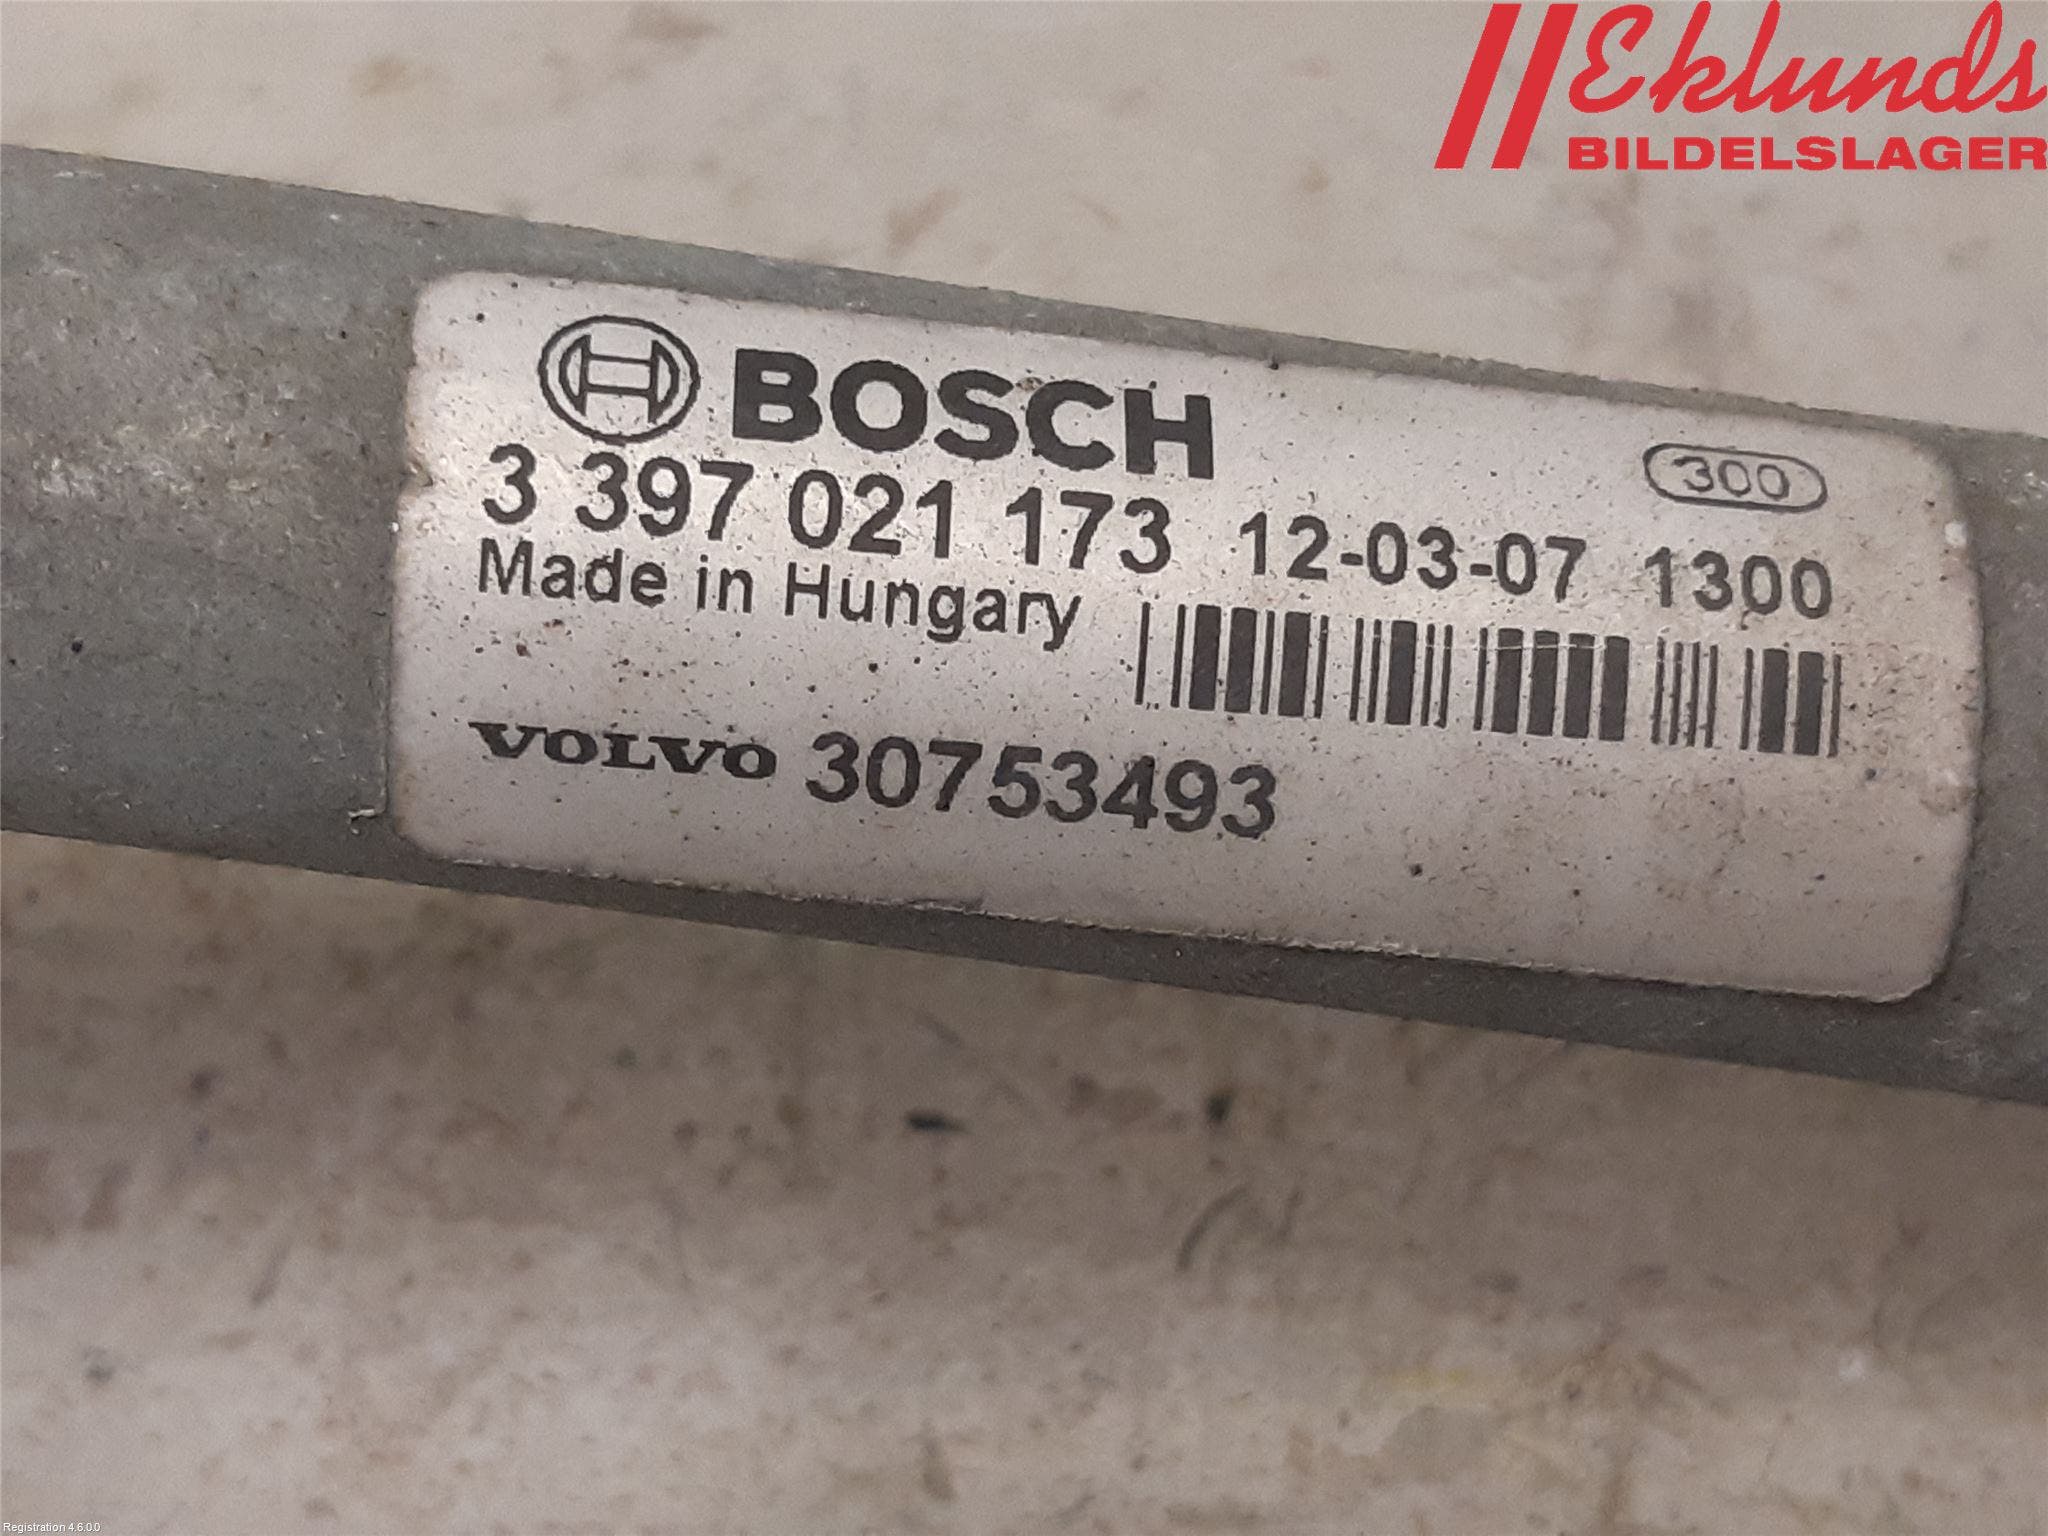 Eklunds
BILDELSLAGER
BOSCH
300
3 397 021 173 12-03-07 1300
Made in Hungary
VOLVO 30753493
Registration 4.6.0.0